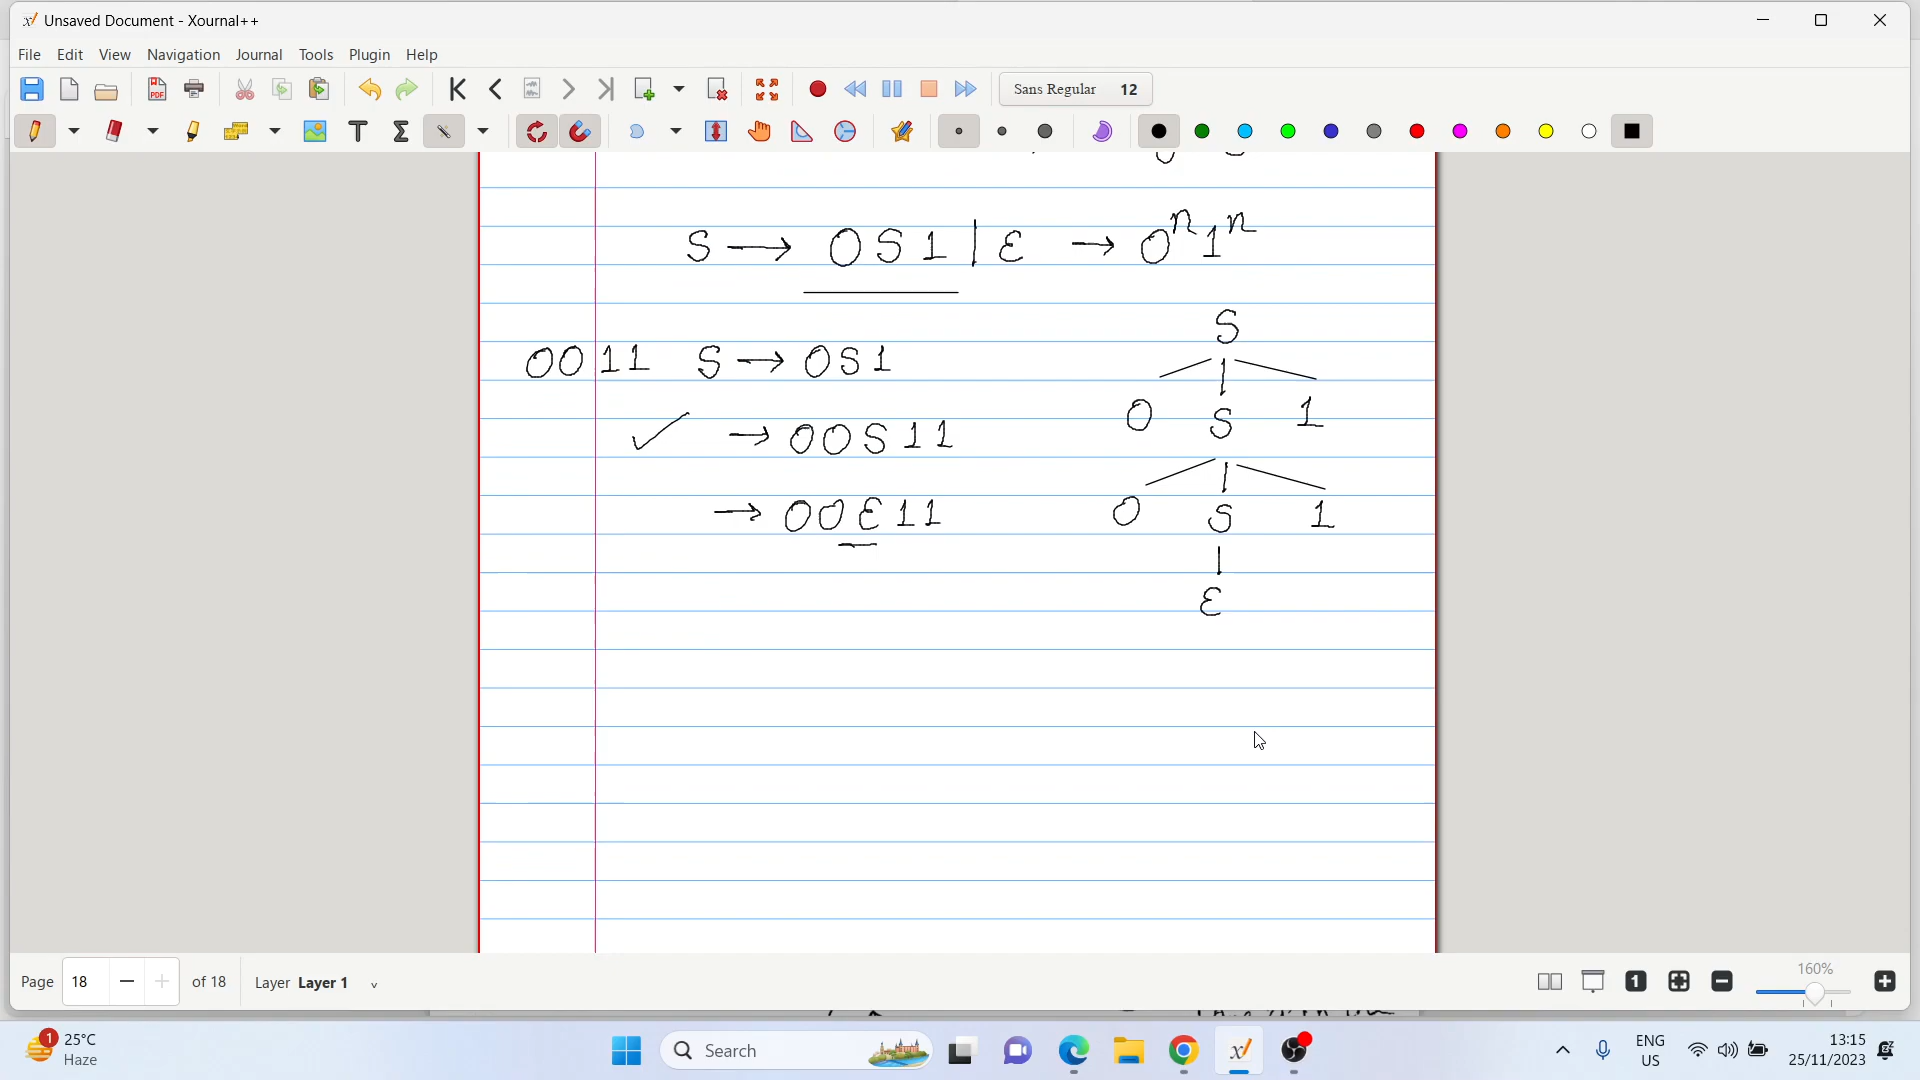 Unsaved Document - Xournal++
File Edit View Navigation Journal Tools Plugin Help
Sans Regular 12
S → 0S1 | ε → 0ⁿ1ⁿ
S
0011 S → 0S1
0 S 1
✓ → 00S11
→ 00ε11
0 S 1
ε
Page 18 of 18 Layer Layer 1
160%
1 25°C
Haze
Search
ENG
US
13:15
25/11/2023